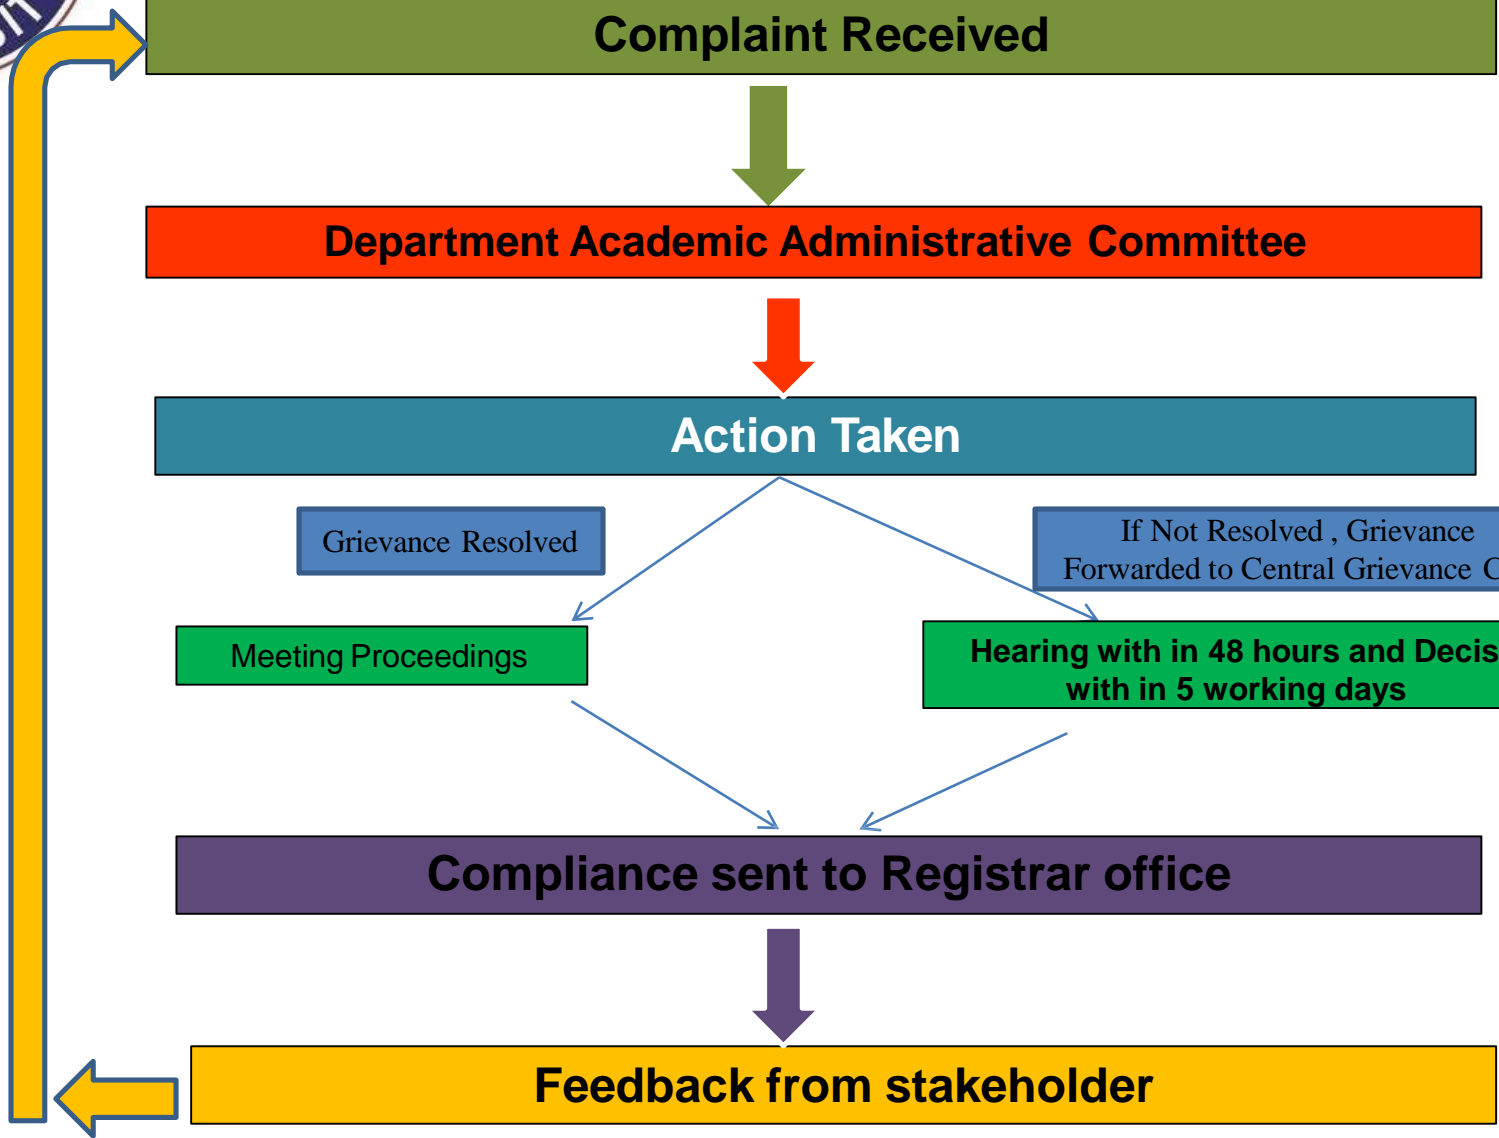 Complaint Received
Department Academic Administrative Committee
Action Taken
Grievance Resolved
If Not Resolved , Grievance
Forwarded to Central Grievance
Meeting Proceedings
Hearing with in 48 hours and
with in 5 working days
Compliance sent to Registrar office
Feedback from stakeholder